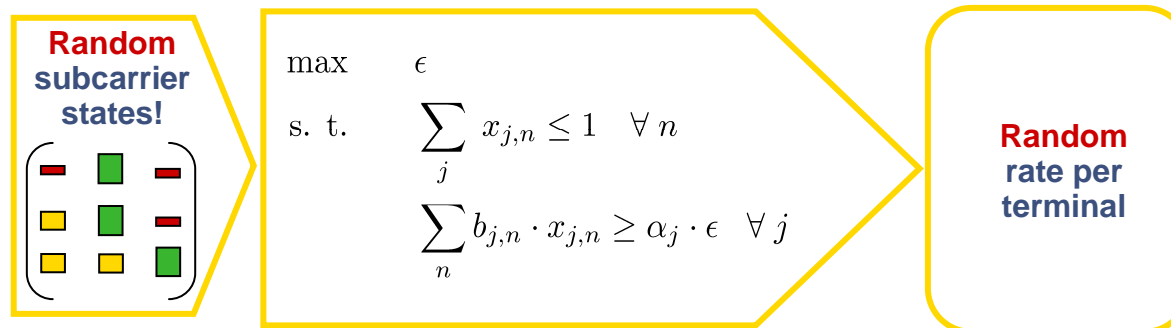 Random
subcarrier
states!
max ϵ
s. t. ∑_j x_{j,n} ≤ 1 ∀ n
∑_n b_{j,n} · x_{j,n} ≥ α_j · ϵ ∀ j
Random
rate per
terminal